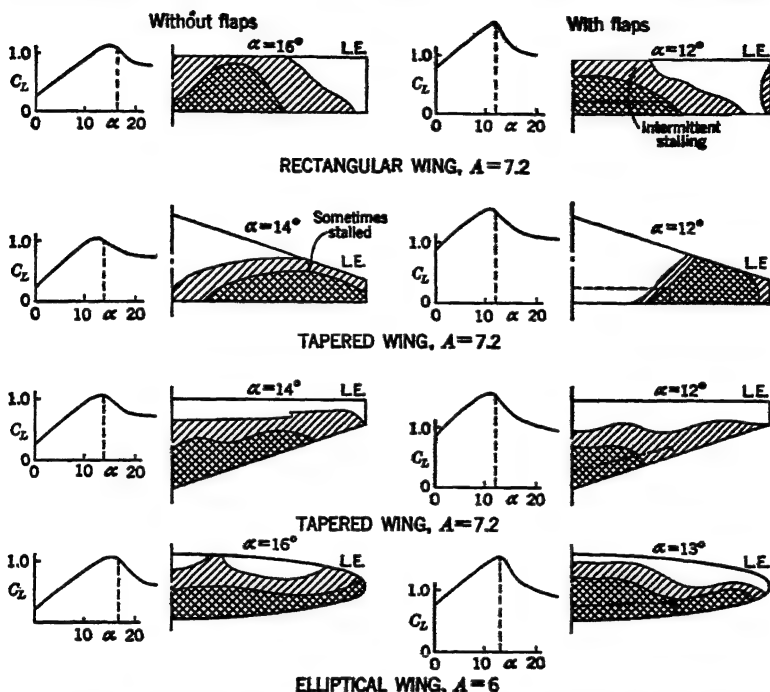 Without flaps
With flaps
1.0
C_L
0
0
10
α
20
α=16°
L.E.
1.0
C_L
0
0
10
α
20
α=12°
L.E.
Intermittent
stalling
RECTANGULAR WING, A=7.2
1.0
C_L
0
0
10
α
20
α=14°
Sometimes
stalled
L.E.
1.0
C_L
0
0
10
α
20
α=12°
L.E.
TAPERED WING, A=7.2
1.0
C_L
0
0
10
α
20
α=14°
L.E.
1.0
C_L
0
0
10
α
20
α=12°
L.E.
TAPERED WING, A=7.2
1.0
C_L
0
10
α
20
α=16°
L.E.
1.0
C_L
0
0
10
α
20
α=13°
L.E.
ELLIPTICAL WING, A=6